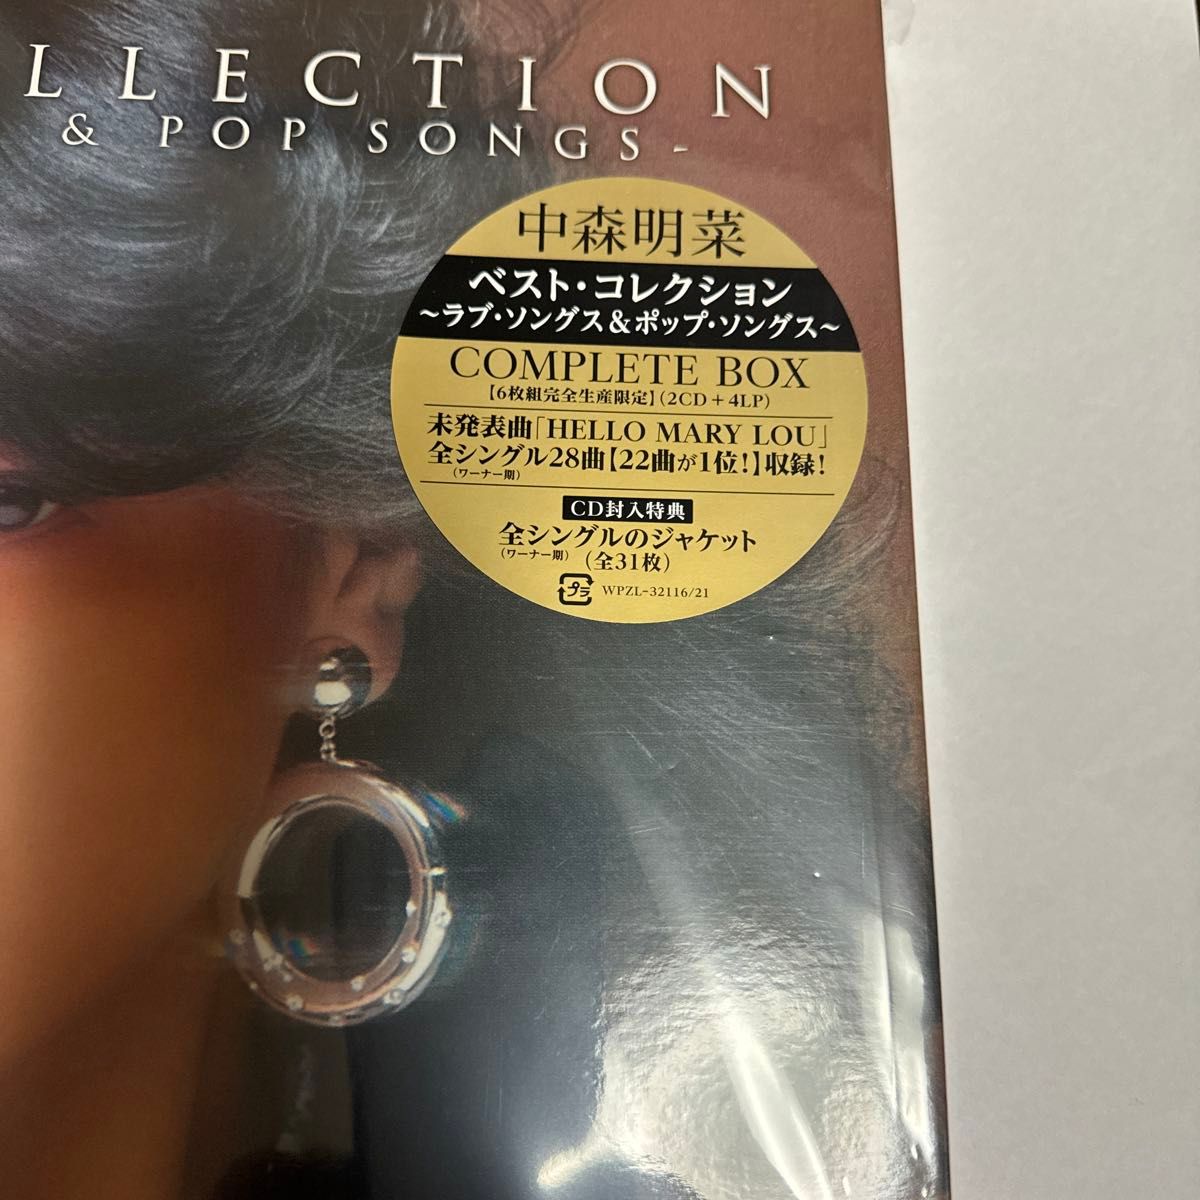 LLECTION
& POP SONGS-
中森明菜
ベスト・コレクション
～ラブ・ソングス＆ポップ・ソングス～
COMPLETE BOX
【6枚組完全生産限定】(2CD+4LP)
未発表曲「HELLO MARY LOU」
全シングル28曲【22曲が1位!】収録!
(ワーナー期)
CD封入特典
全シングルのジャケット
(ワーナー期) (全31枚)
プラ WPZL-32116/21